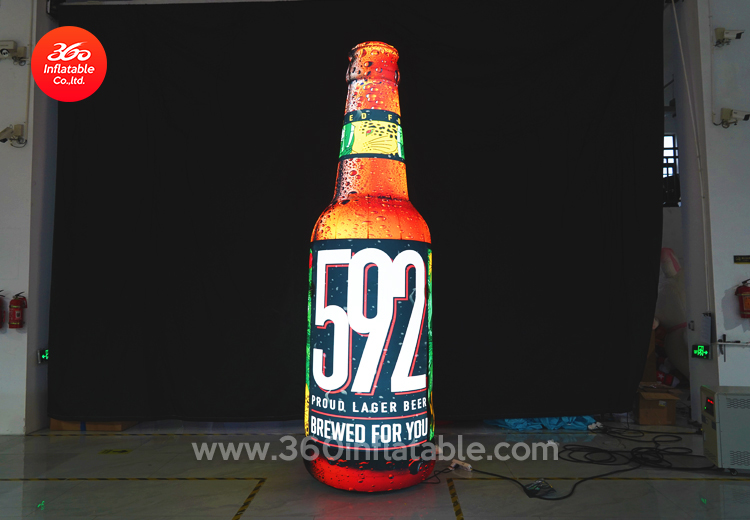 360
Inflatable
Co.,ltd.
592
PROUD LAGER BEER
BREWED FOR YOU
www.360inflatable.com